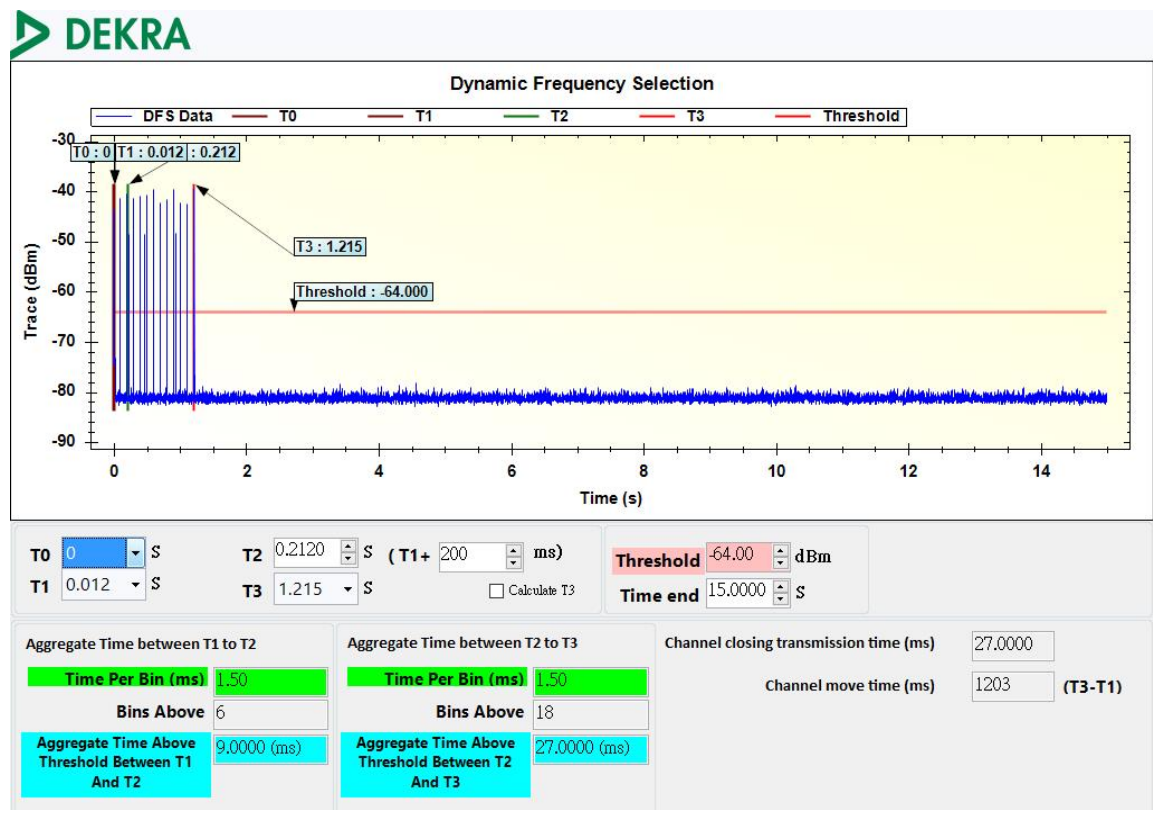 DEKRA
Dynamic Frequency Selection
DFS Data T0 T1 T2 T3 Threshold
-30
T0 : 0 T1 : 0.012 : 0.212
-40
-50
T3 : 1.215
-60
Threshold : -64.000
-70
-80
-90
Trace (dBm)
0 2 4 6 8 10 12 14
Time (s)
T0 0 S T2 0.2120 S ( T1+ 200 ms) Threshold -64.00 dBm
T1 0.012 S T3 1.215 S Calculate T3 Time end 15.0000 S
Aggregate Time between T1 to T2
Time Per Bin (ms) 1.50
Bins Above 6
Aggregate Time Above
Threshold Between T1
And T2
9.0000 (ms)
Aggregate Time between T2 to T3
Time Per Bin (ms) 1.50
Bins Above 18
Aggregate Time Above
Threshold Between T2
And T3
27.0000 (ms)
Channel closing transmission time (ms) 27.0000
Channel move time (ms) 1203 (T3-T1)